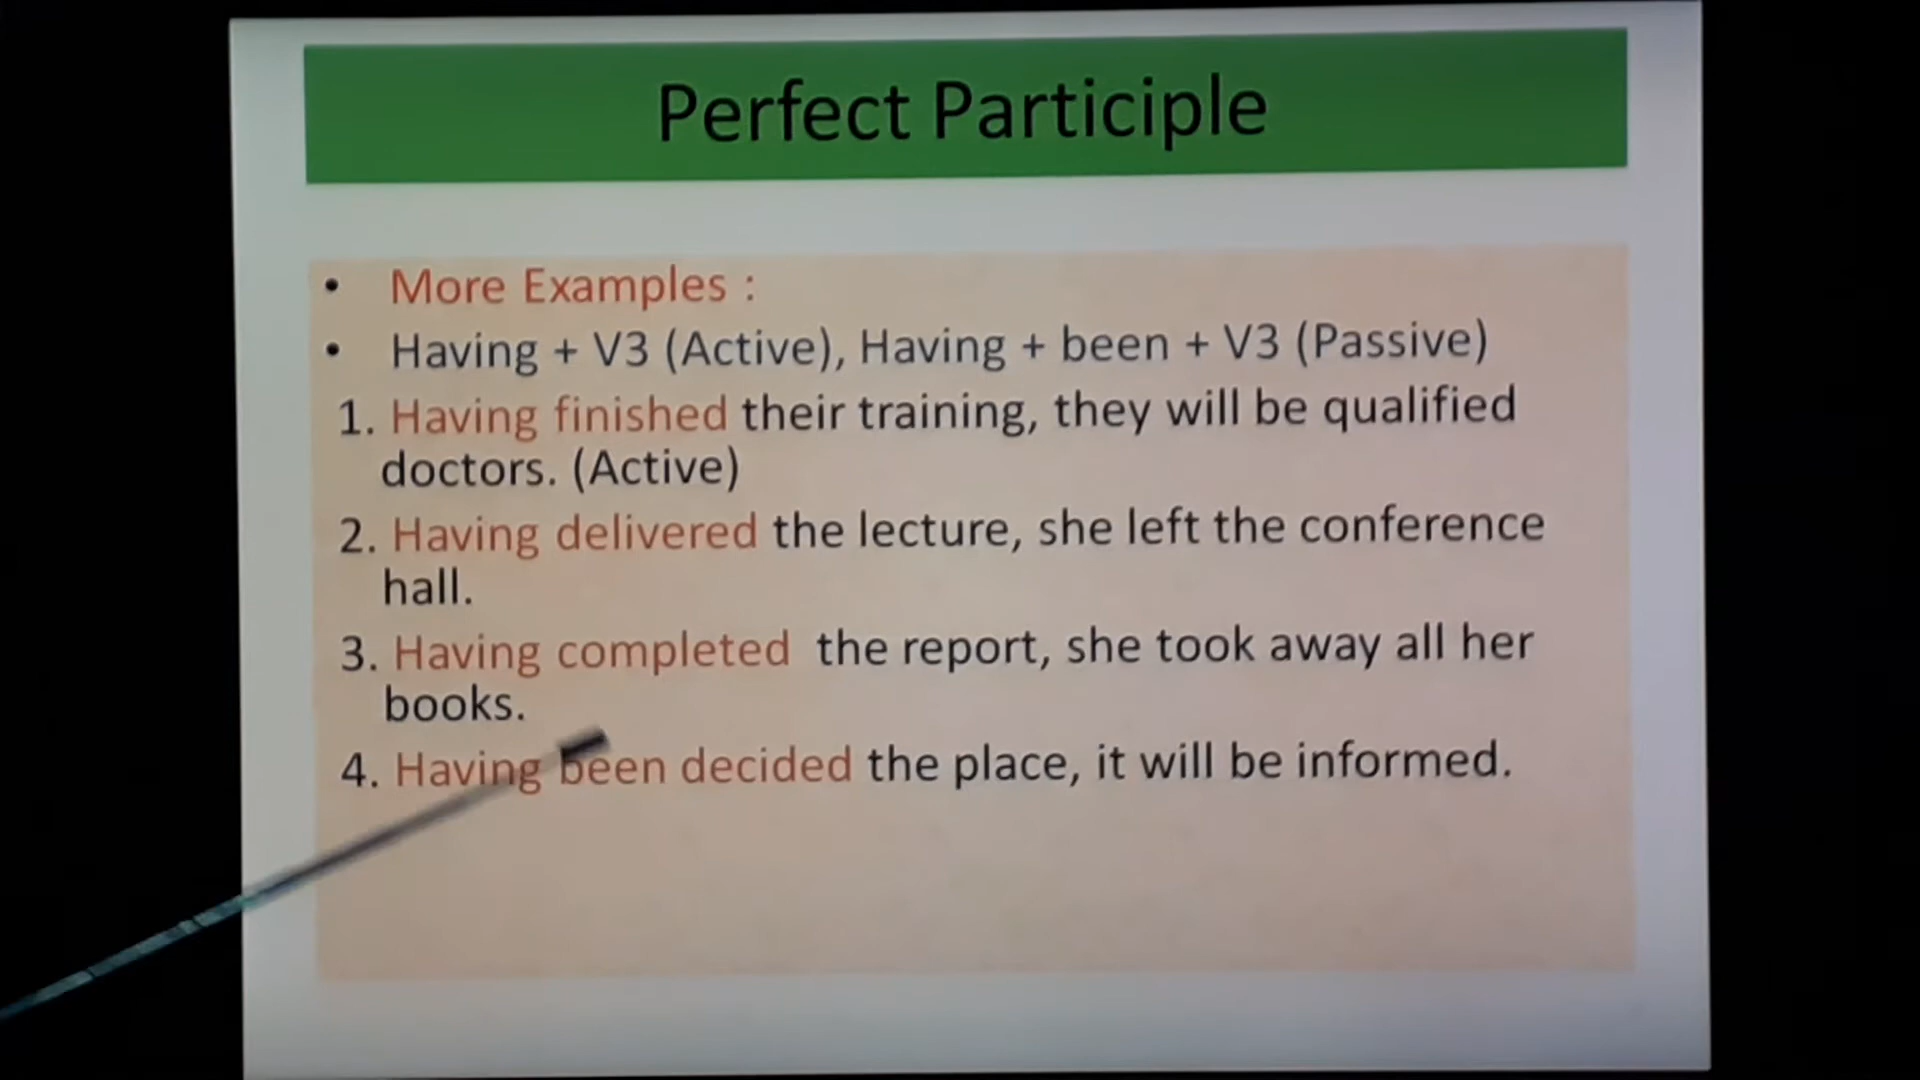 Perfect Participle
• More Examples :
• Having + V3 (Active), Having + been + V3 (Passive)
1. Having finished their training, they will be qualified
doctors. (Active)
2. Having delivered the lecture, she left the conference
hall.
3. Having completed the report, she took away all her
books.
4. Having been decided the place, it will be informed.